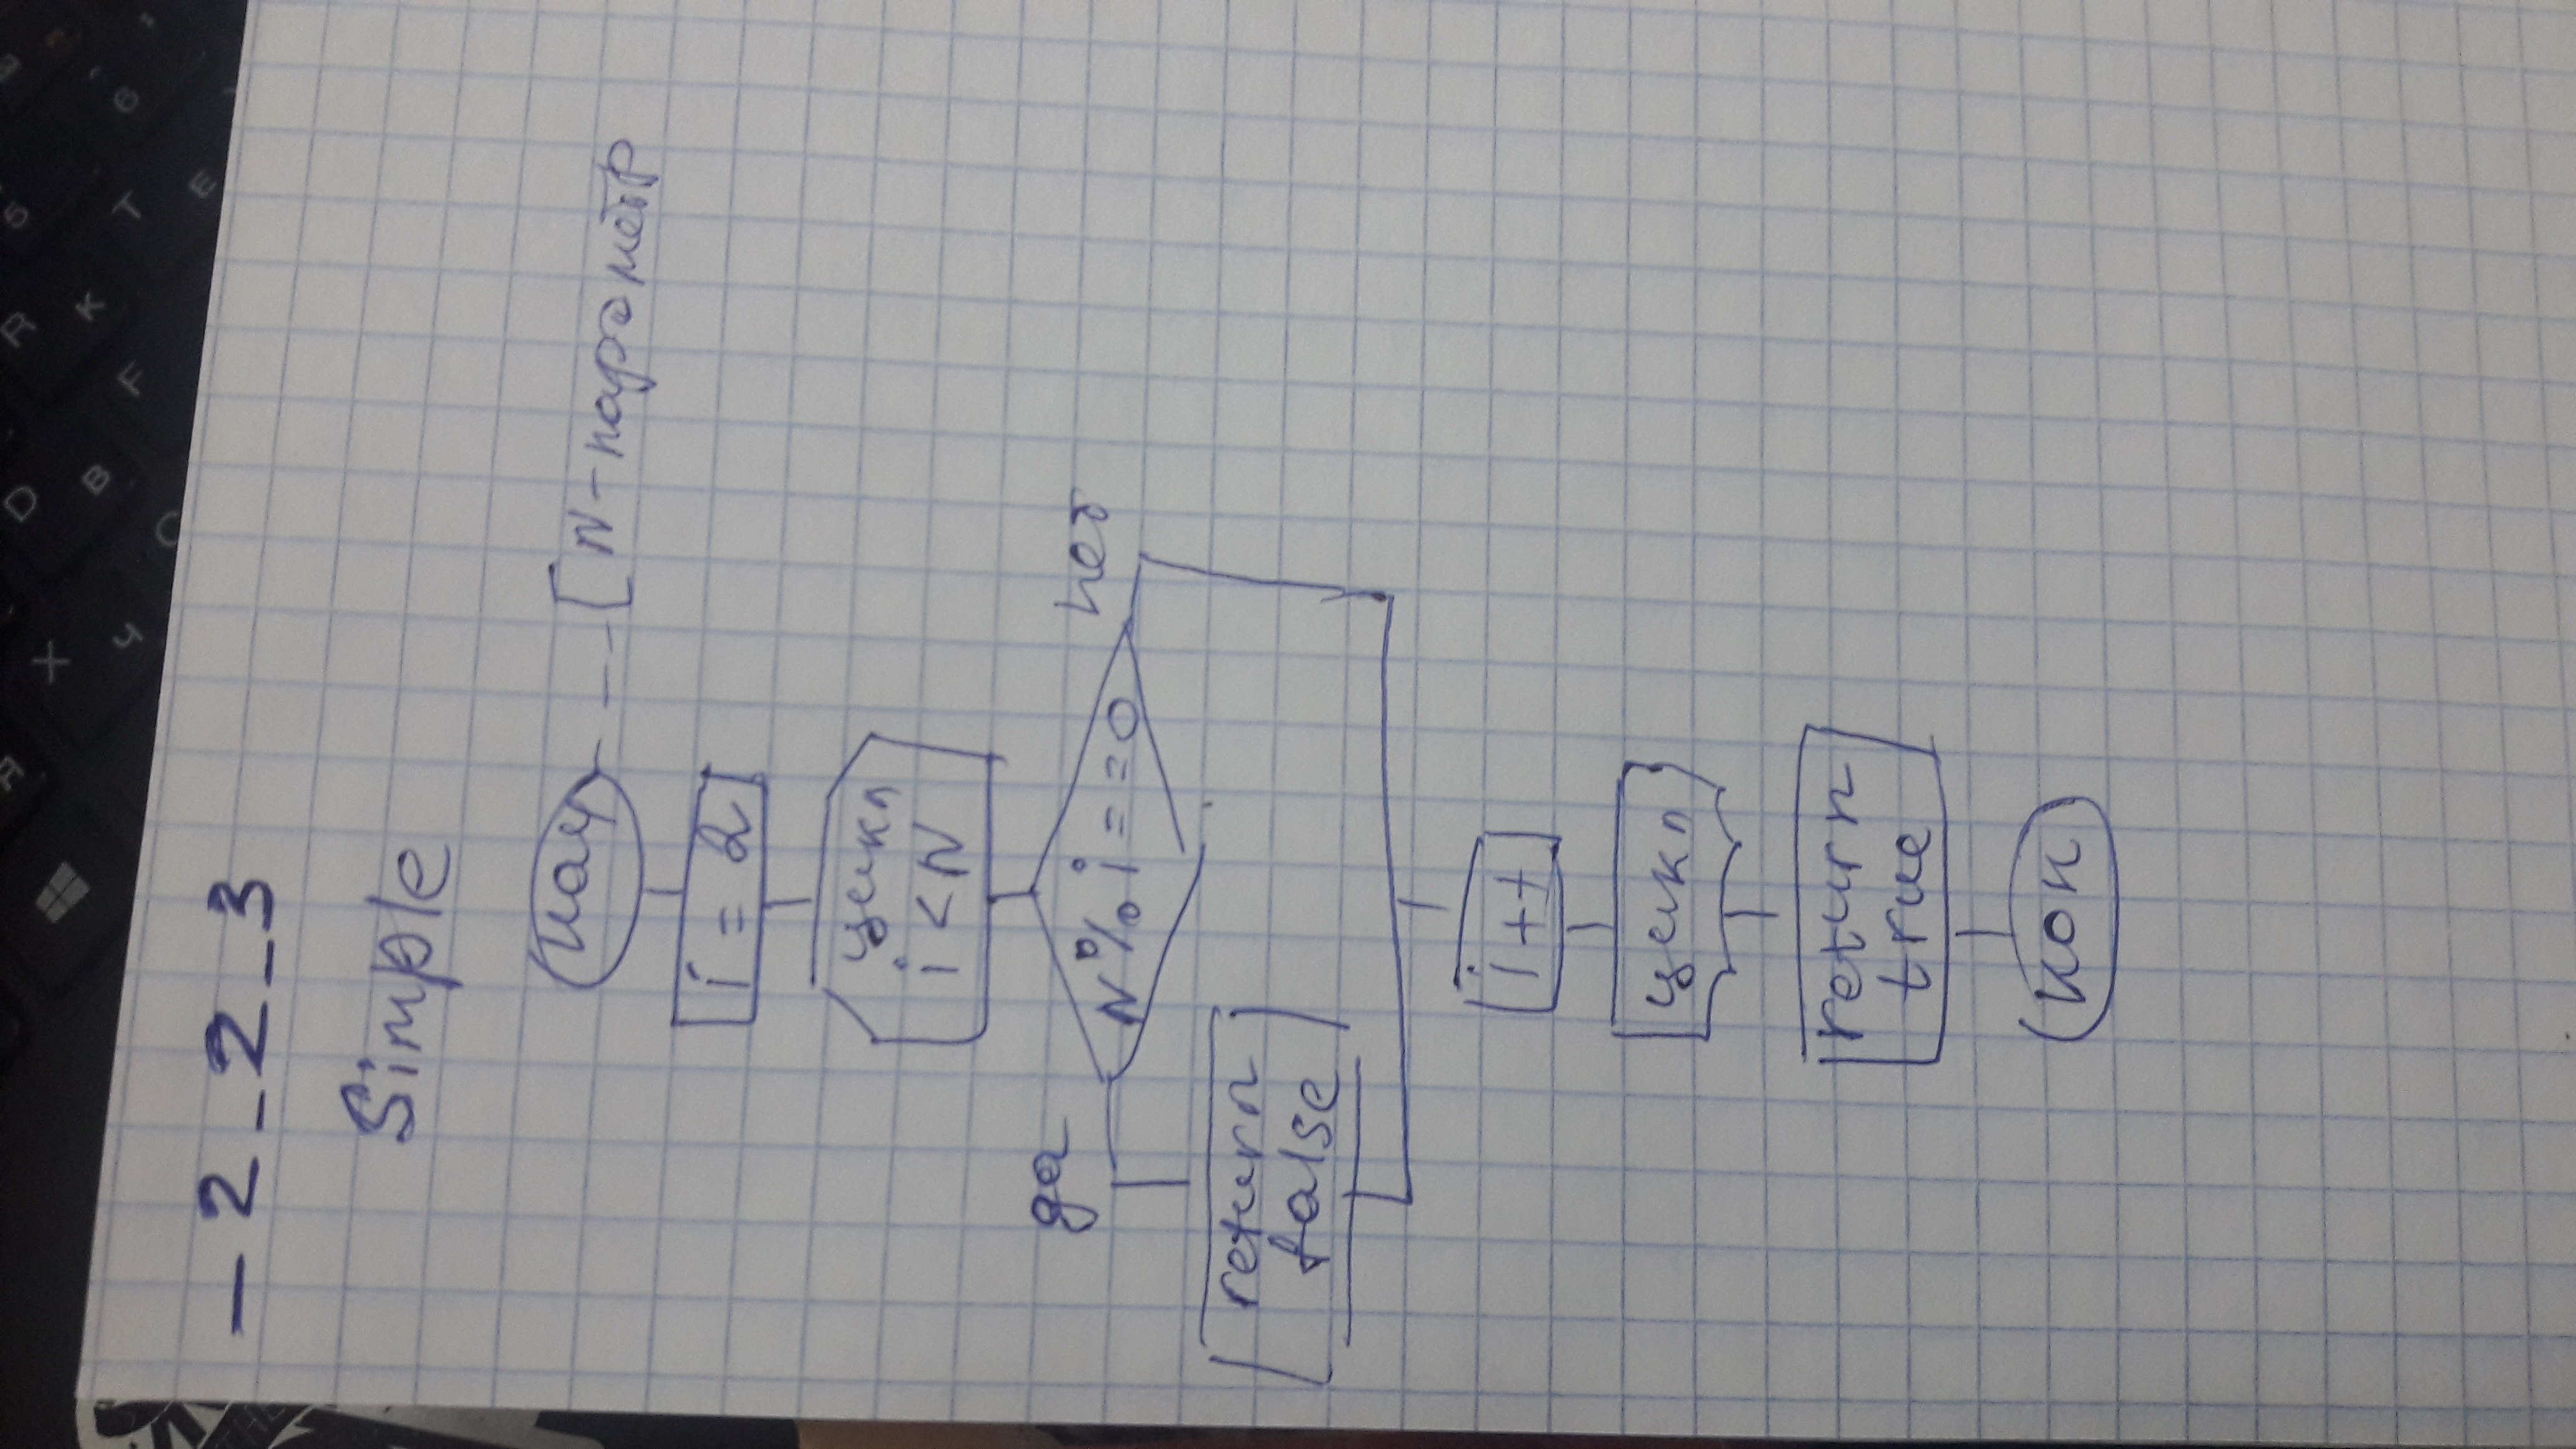 _2_2_3
Simple
нач
[N-параметр
i = 2
цикл
i < N
да
N % i == 0
нет
return
false
i++
цикл
return
true
кон